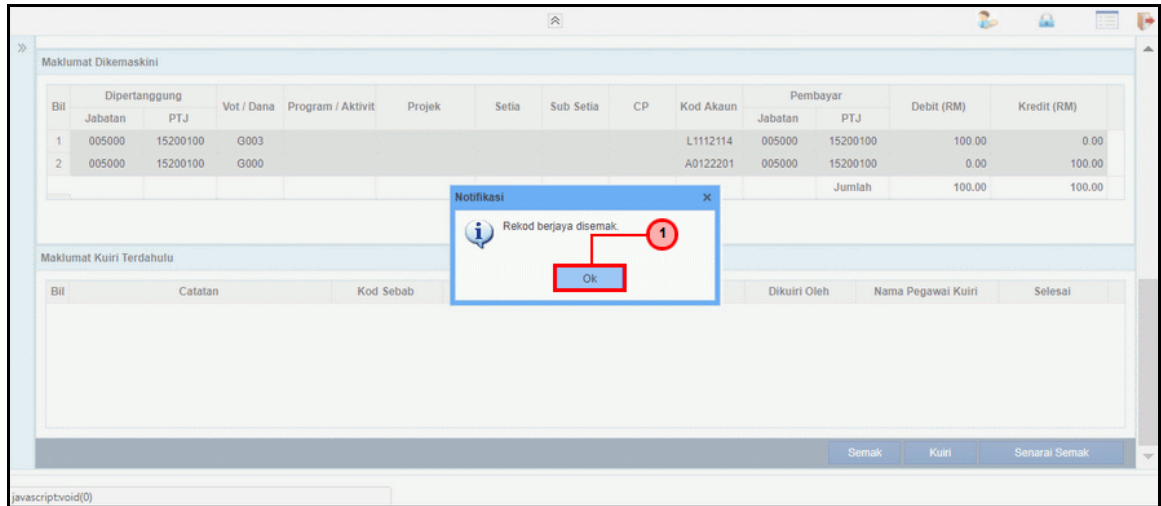 Maklumat Dikemaskini
Bil Dipertanggung Vot / Dana Program / Aktivit Projek Setia Sub Setia CP Kod Akaun Pembayar Debit (RM) Kredit (RM)
Jabatan PTJ Jabatan PTJ
1 005000 15200100 G003 L1112114 005000 15200100 100.00 0.00
2 005000 15200100 G000 A0122201 005000 15200100 0.00 100.00
Jumlah 100.00 100.00
Notifikasi
Rekod berjaya disemak.
1
Ok
Maklumat Kuiri Terdahulu
Bil Catatan Kod Sebab Dikuiri Oleh Nama Pegawai Kuiri Selesai
Semak Kuiri Senarai Semak
javascript:void(0)